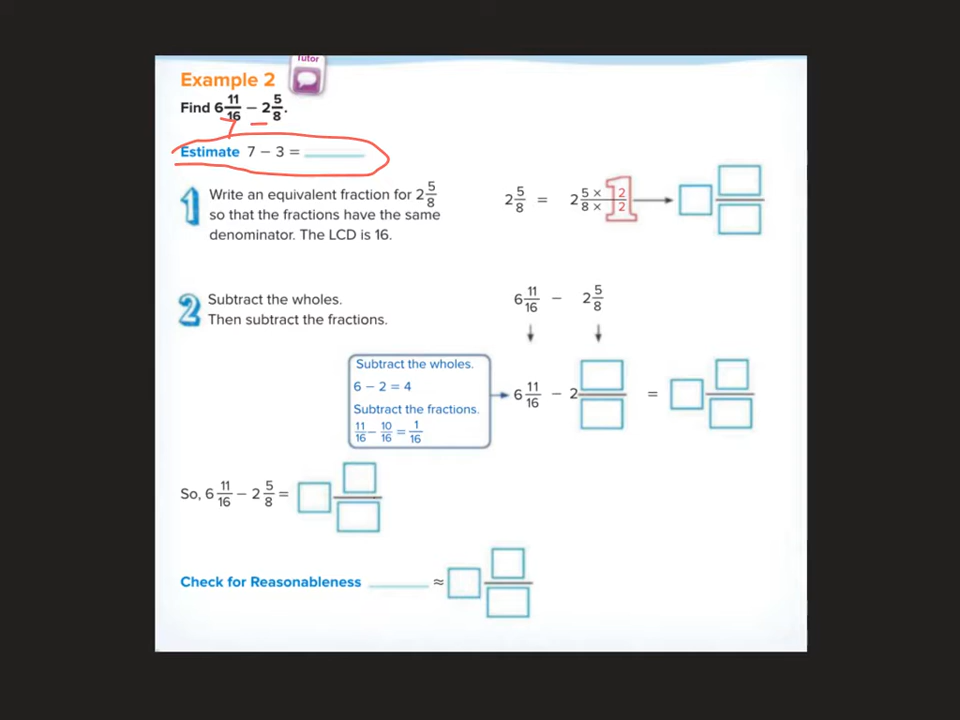 Tutor
Example 2
Find 6 11/16 – 2 5/8.
7
Estimate 7 – 3 =
1 Write an equivalent fraction for 2 5/8
so that the fractions have the same
denominator. The LCD is 16.
2 5/8 = 2 5 × 2/8 × 2
1
2 Subtract the wholes.
Then subtract the fractions.
6 11/16 – 2 5/8
Subtract the wholes.
6 – 2 = 4
Subtract the fractions.
11/16 – 10/16 = 1/16
6 11/16 – 2 =
So, 6 11/16 – 2 5/8 =
Check for Reasonableness ≈